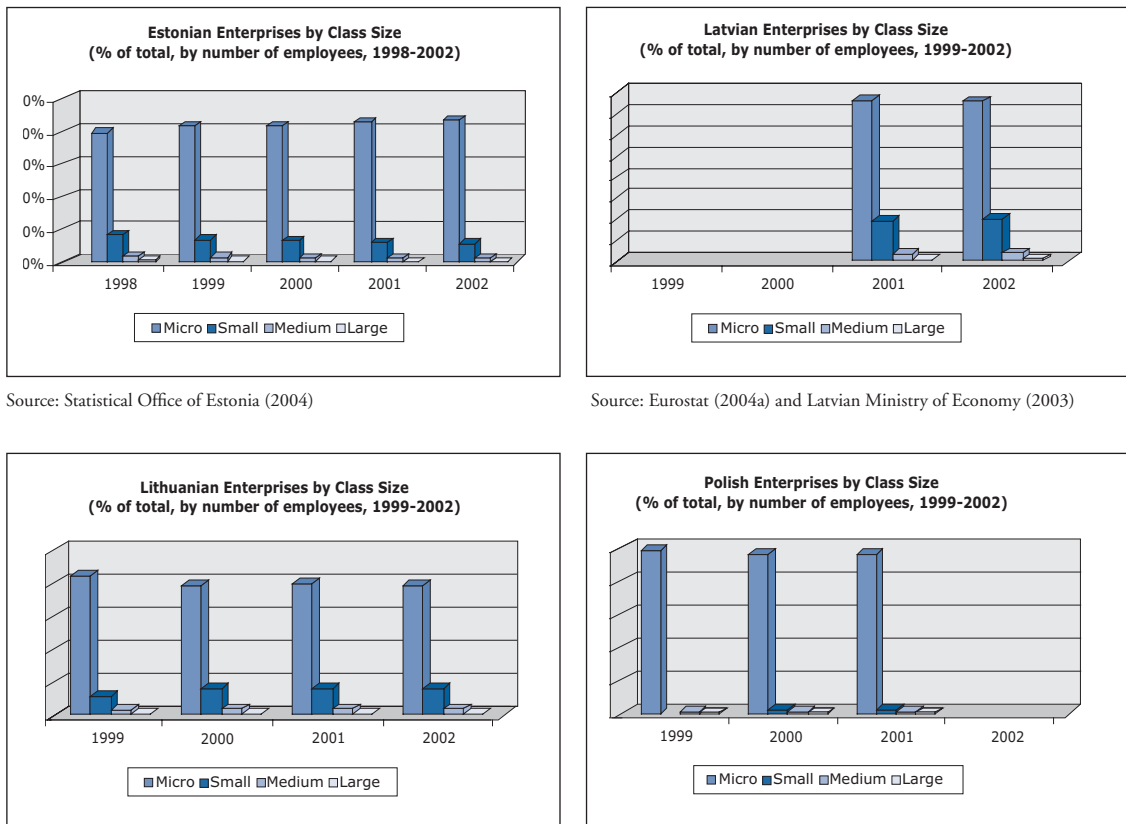 Estonian Enterprises by Class Size
(% of total, by number of employees, 1998-2002)
0%
0%
0%
0%
0%
0%
1998 1999 2000 2001 2002
Micro Small Medium Large
Source: Statistical Office of Estonia (2004)
Latvian Enterprises by Class Size
(% of total, by number of employees, 1999-2002)
1999 2000 2001 2002
Micro Small Medium Large
Source: Eurostat (2004a) and Latvian Ministry of Economy (2003)
Lithuanian Enterprises by Class Size
(% of total, by number of employees, 1999-2002)
1999 2000 2001 2002
Micro Small Medium Large
Polish Enterprises by Class Size
(% of total, by number of employees, 1999-2002)
1999 2000 2001 2002
Micro Small Medium Large